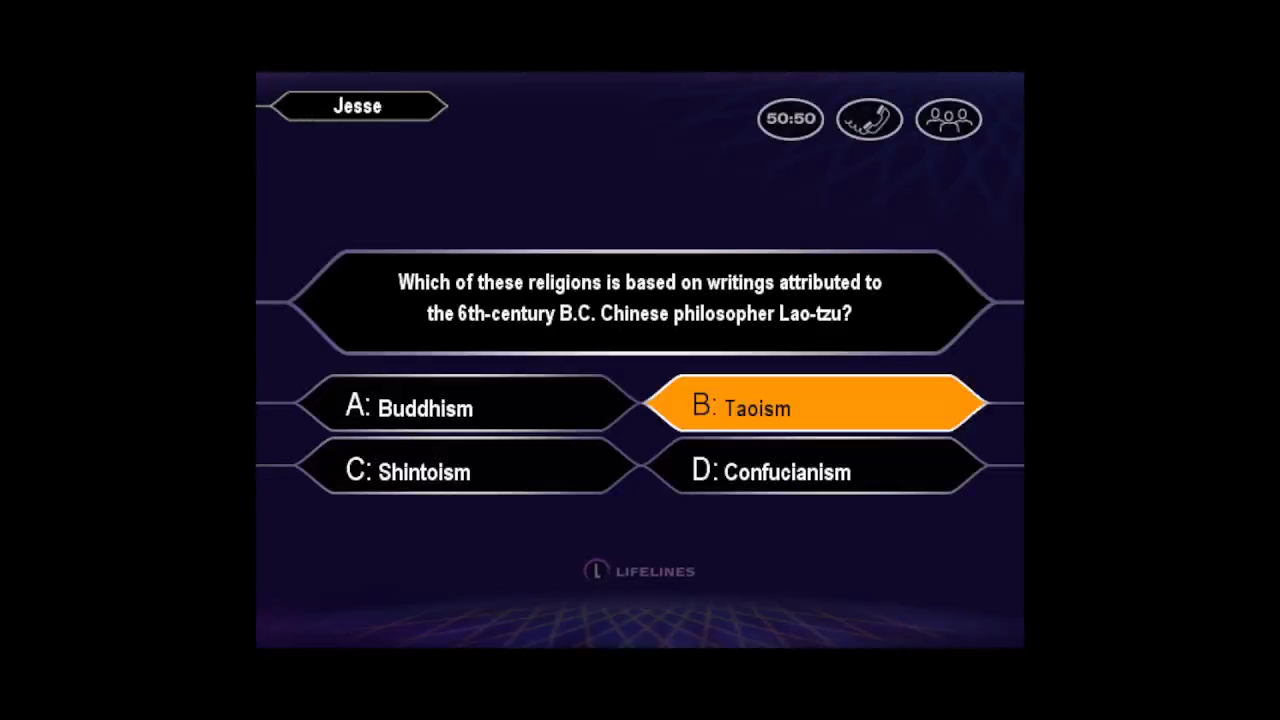 Jesse
50:50
Which of these religions is based on writings attributed to
the 6th-century B.C. Chinese philosopher Lao-tzu?
A: Buddhism
B: Taoism
C: Shintoism
D: Confucianism
L LIFELINES